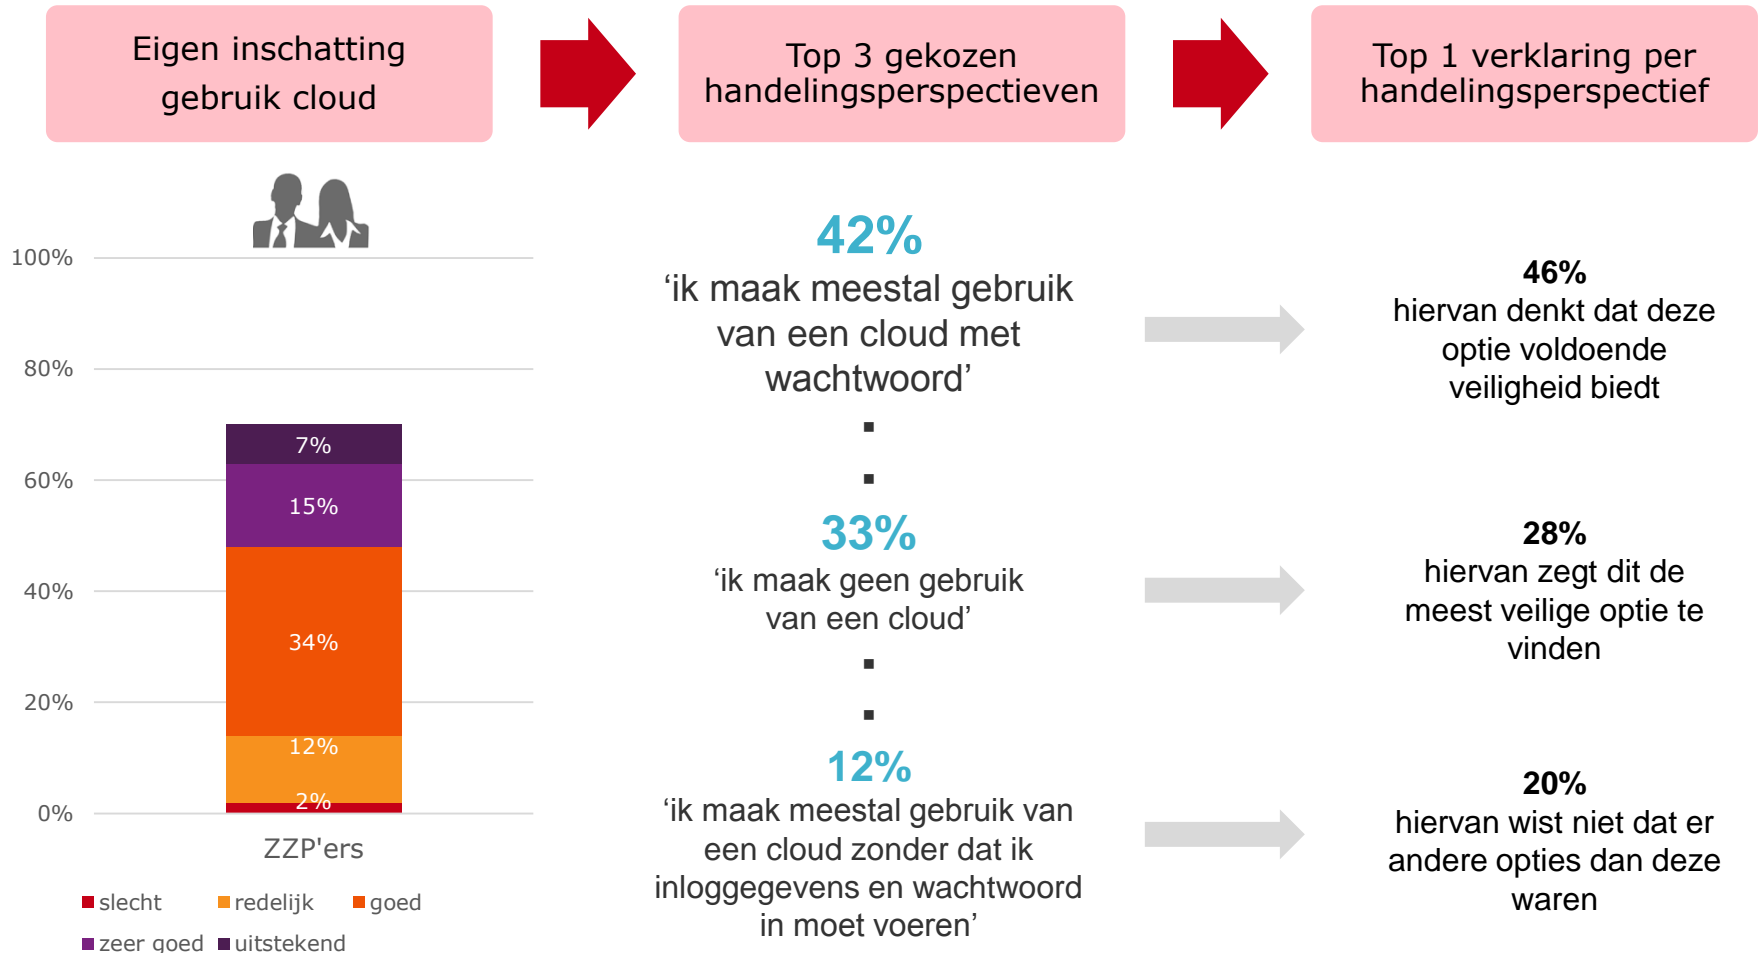 Eigen inschatting
gebruik cloud
Top 3 gekozen
handelingsperspectieven
Top 1 verklaring per
handelingsperspectief
100%
80%
60%
40%
20%
0%
7%
15%
34%
12%
2%
ZZP'ers
slecht
redelijk
goed
zeer goed
uitstekend
42%
‘ik maak meestal gebruik
van een cloud met
wachtwoord’
33%
‘ik maak geen gebruik
van een cloud’
12%
‘ik maak meestal gebruik van
een cloud zonder dat ik
inloggegevens en wachtwoord
in moet voeren’
46%
hiervan denkt dat deze
optie voldoende
veiligheid biedt
28%
hiervan zegt dit de
meest veilige optie te
vinden
20%
hiervan wist niet dat er
andere opties dan deze
waren